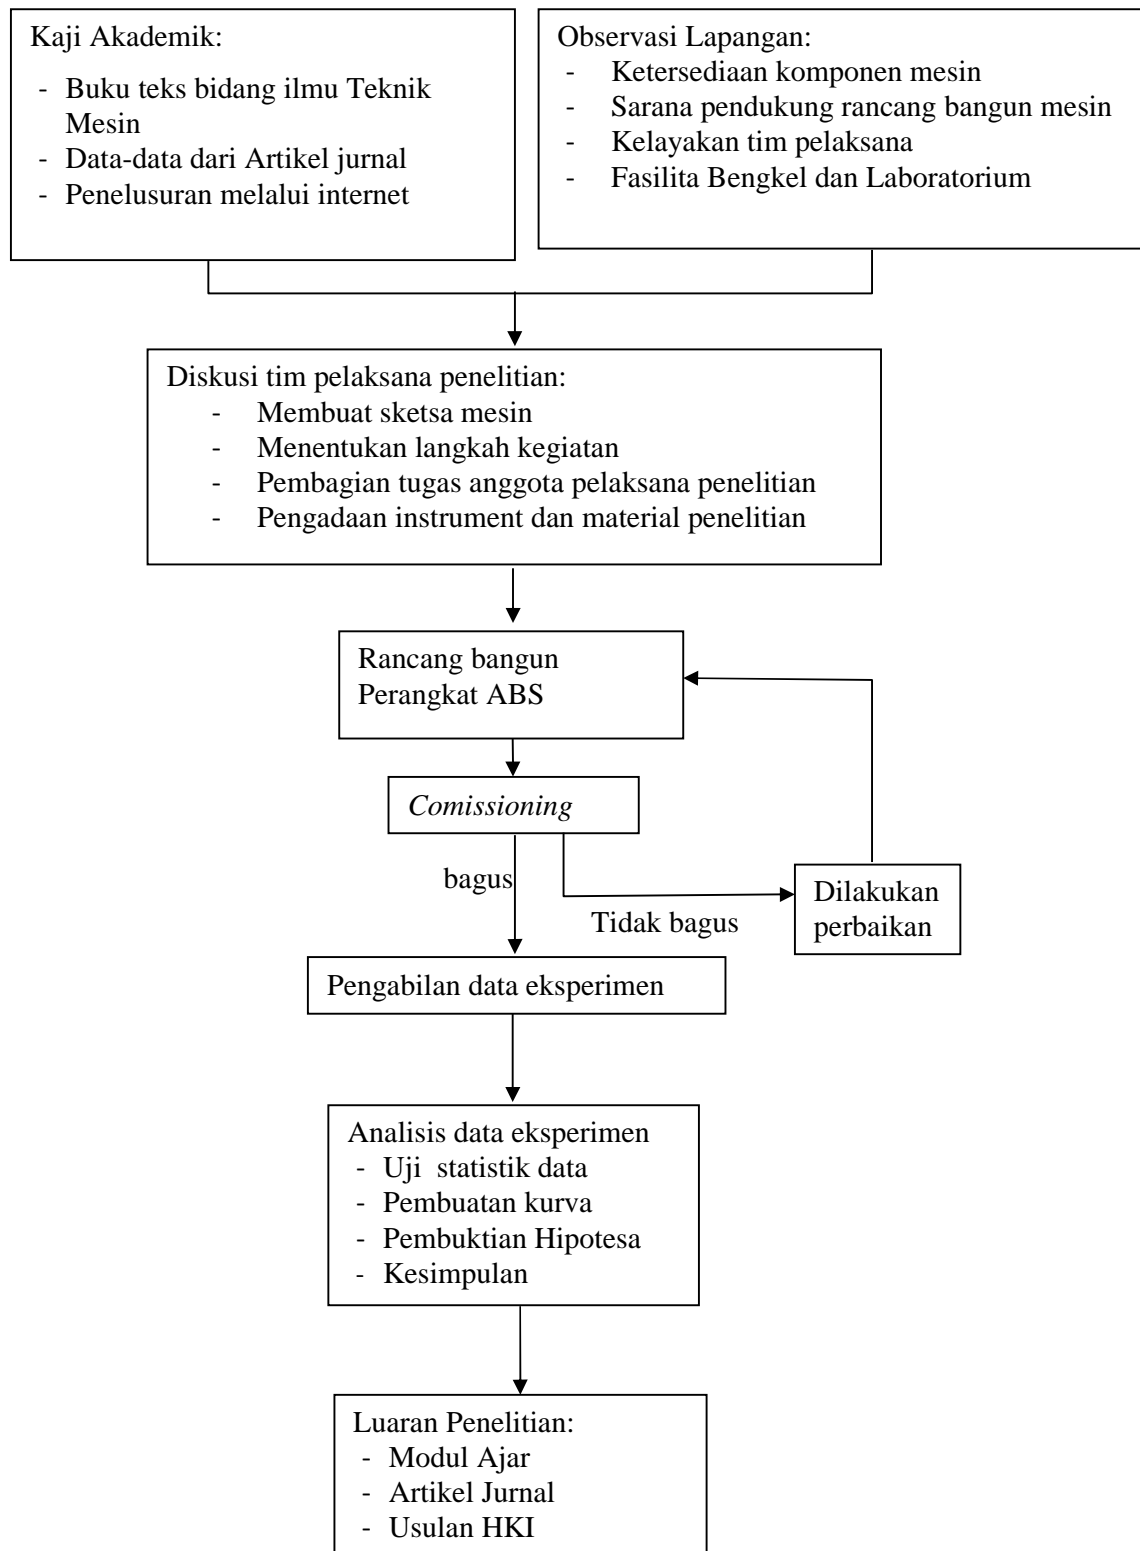 Kaji Akademik:
- Buku teks bidang ilmu Teknik
Mesin
- Data-data dari Artikel jurnal
- Penelusuran melalui internet
Observasi Lapangan:
- Ketersediaan komponen mesin
- Sarana pendukung rancang bangun mesin
- Kelayakan tim pelaksana
- Fasilita Bengkel dan Laboratorium
Diskusi tim pelaksana penelitian:
- Membuat sketsa mesin
- Menentukan langkah kegiatan
- Pembagian tugas anggota pelaksana penelitian
- Pengadaan instrument dan material penelitian
Rancang bangun
Perangkat ABS
Comissioning
bagus
Tidak bagus
Dilakukan
perbaikan
Pengabilan data eksperimen
Analisis data eksperimen
- Uji statistik data
- Pembuatan kurva
- Pembuktian Hipotesa
- Kesimpulan
Luaran Penelitian:
- Modul Ajar
- Artikel Jurnal
- Usulan HKI